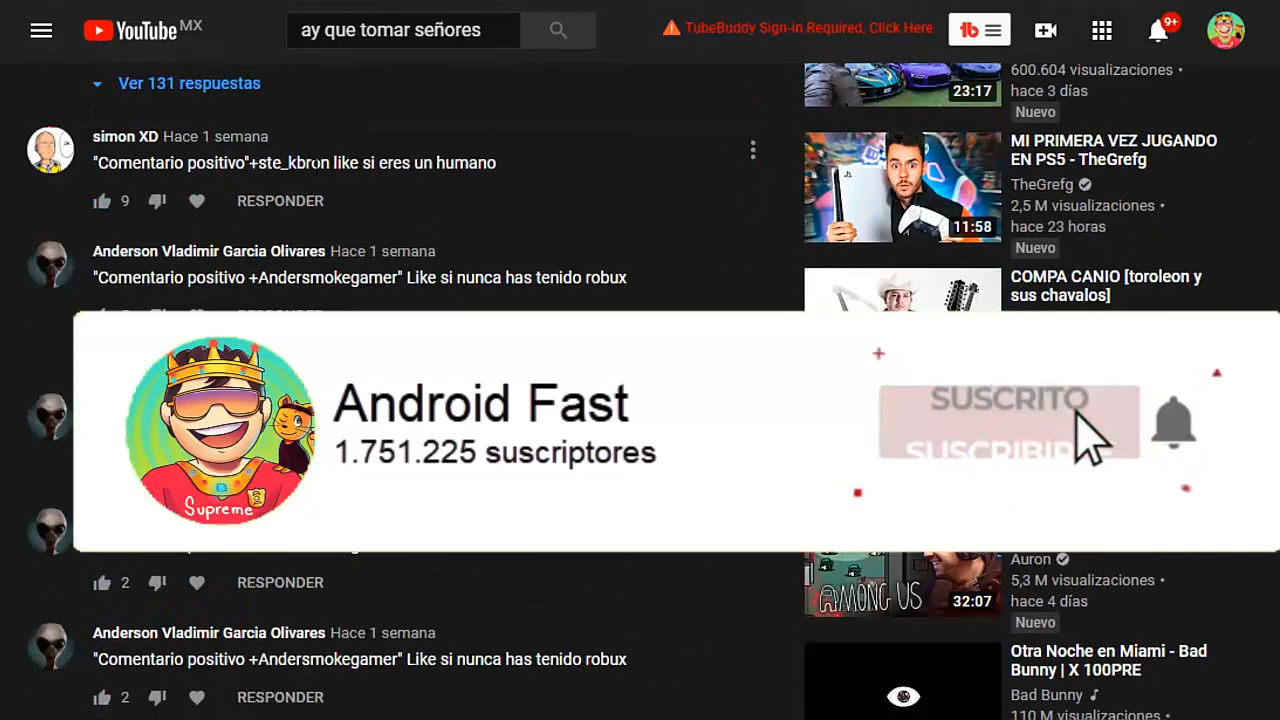 YouTube MX
ay que tomar señores
TubeBuddy Sign-in Required, Click Here
tb
9+
Ver 131 respuestas
simon XD Hace 1 semana
"Comentario positivo"+ste_kbron like si eres un humano
9 RESPONDER
Anderson Vladimir Garcia Olivares Hace 1 semana
"Comentario positivo +Andersmokegamer" Like si nunca has tenido robux
Supreme
Android Fast
1.751.225 suscriptores
SUSCRITO
2 RESPONDER
Anderson Vladimir Garcia Olivares Hace 1 semana
"Comentario positivo +Andersmokegamer" Like si nunca has tenido robux
2 RESPONDER
23:17
600.604 visualizaciones •
hace 3 días
Nuevo
11:58
MI PRIMERA VEZ JUGANDO
EN PS5 - TheGrefg
TheGrefg
2,5 M visualizaciones •
hace 23 horas
Nuevo
COMPA CANIO [toroleon y
sus chavalos]
AMONG US
32:07
Auron
5,3 M visualizaciones •
hace 4 días
Nuevo
Otra Noche en Miami - Bad
Bunny | X 100PRE
Bad Bunny
110 M visualizaciones •